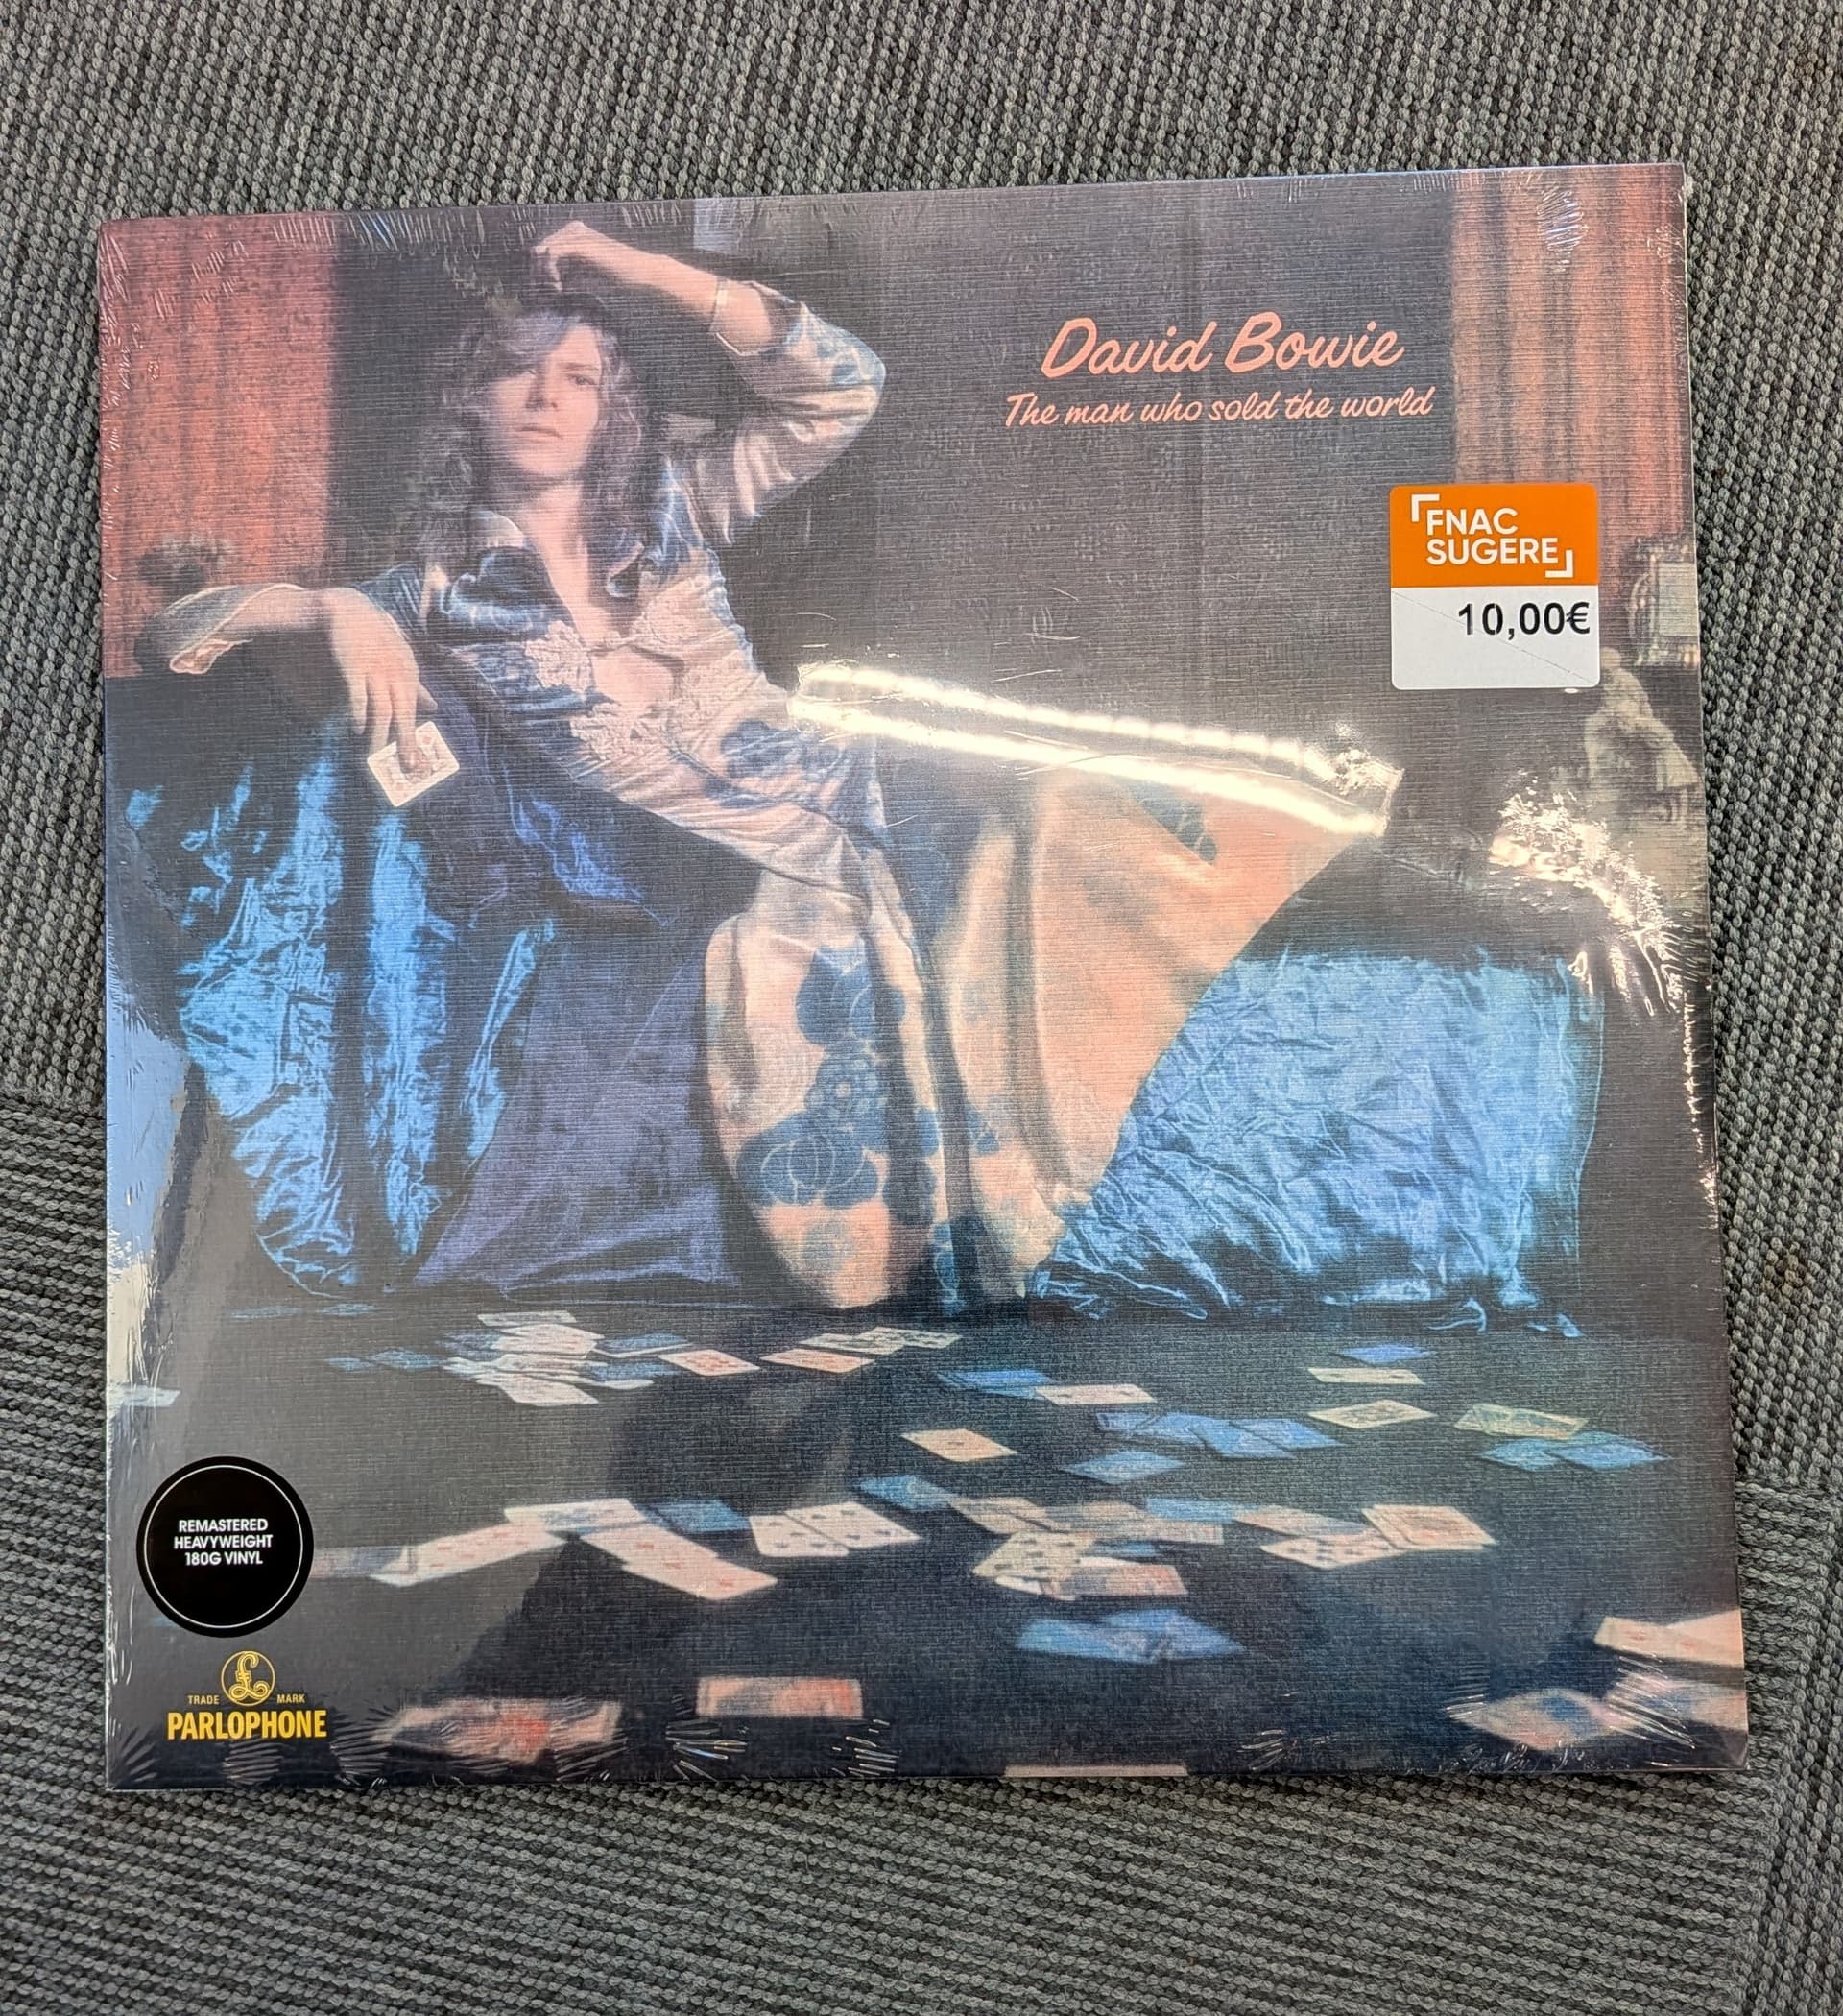 David Bowie
The man who sold the world
FNAC
SUGERE
10,00€
REMASTERED
HEAVYWEIGHT
180G VINYL
TRADE MARK
PARLOPHONE